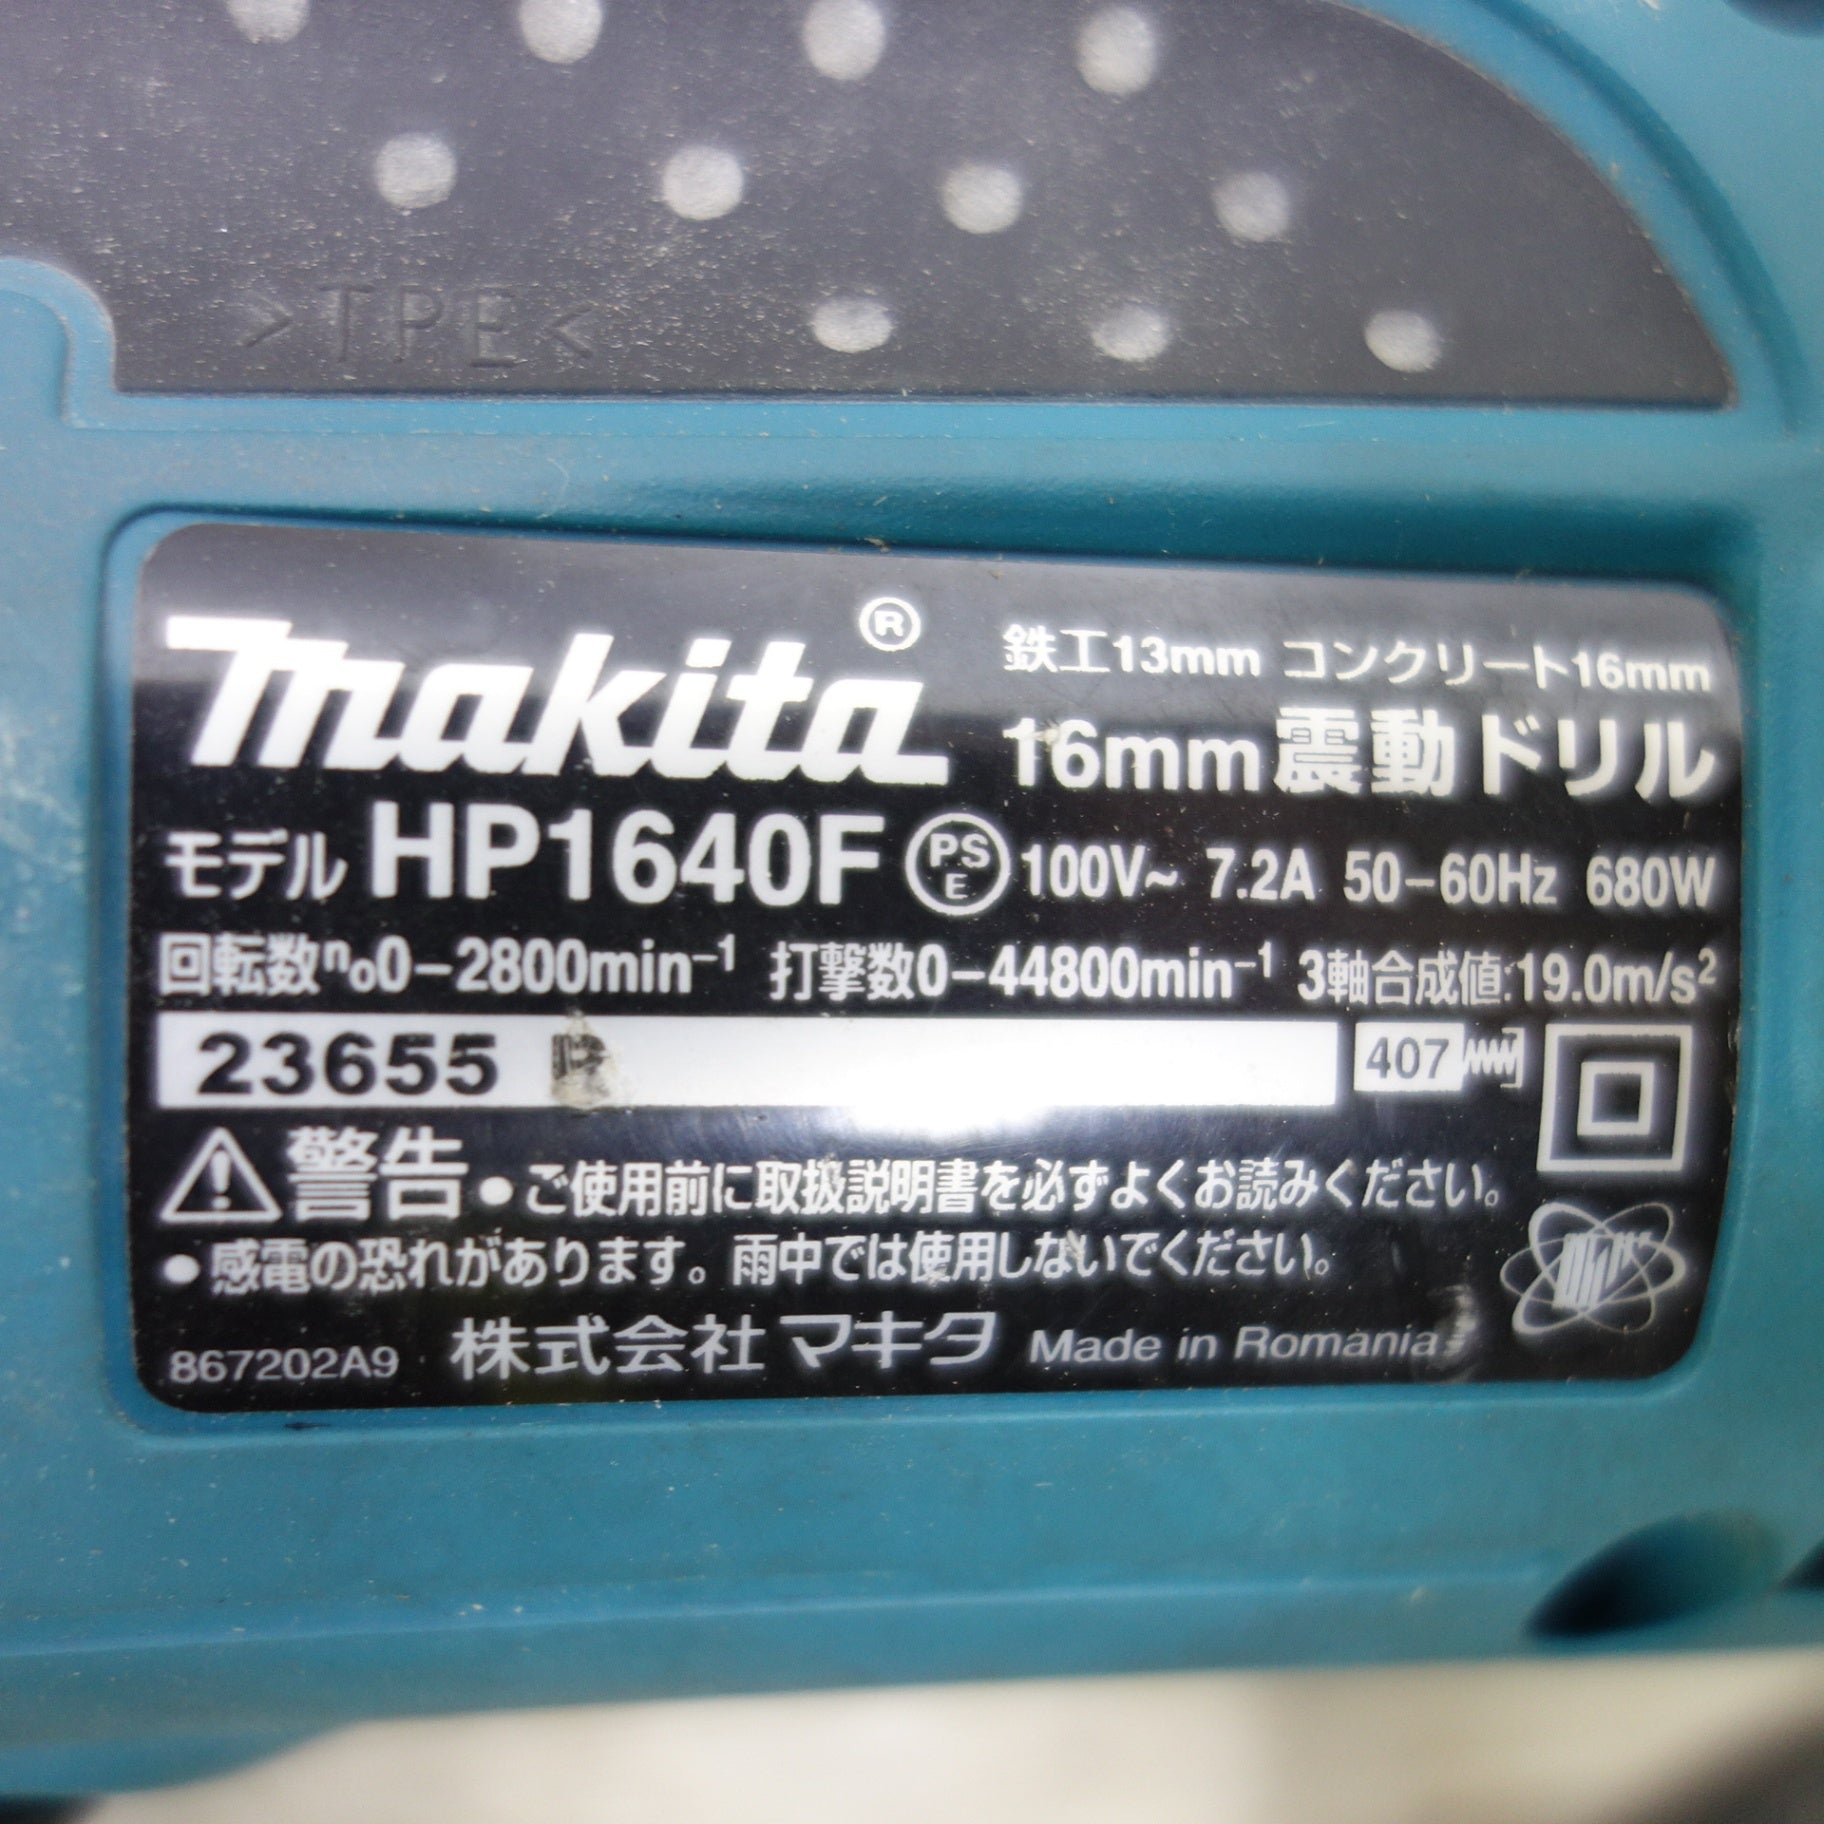 >TPE<
makita®
鉄工13mm コンクリート16mm
16mm震動ドリル
モデル HP1640F PSE 100V~ 7.2A 50-60Hz 680W
回転数n₀0-2800min⁻¹ 打撃数0-44800min⁻¹ 3軸合成値:19.0m/s²
23655
407
警告 ●ご使用前に取扱説明書を必ずよくお読みください。
●感電の恐れがあります。雨中では使用しないでください。
867202A9 株式会社マキタ Made in Romania